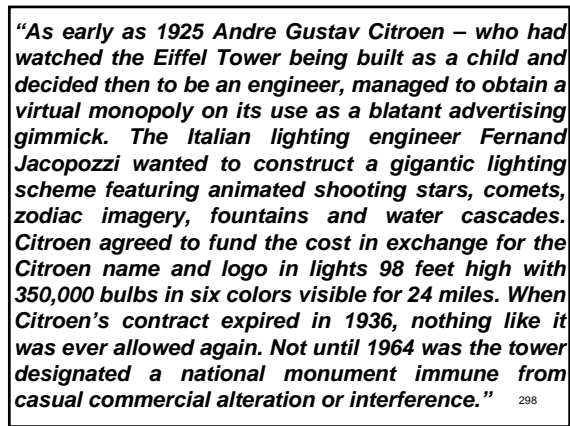 “As early as 1925 Andre Gustav Citroen – who had
watched the Eiffel Tower being built as a child and
decided then to be an engineer, managed to obtain a
virtual monopoly on its use as a blatant advertising
gimmick. The Italian lighting engineer Fernand
Jacopozzi wanted to construct a gigantic lighting
scheme featuring animated shooting stars, comets,
zodiac imagery, fountains and water cascades.
Citroen agreed to fund the cost in exchange for the
Citroen name and logo in lights 98 feet high with
350,000 bulbs in six colors visible for 24 miles. When
Citroen’s contract expired in 1936, nothing like it
was ever allowed again. Not until 1964 was the tower
designated a national monument immune from
casual commercial alteration or interference.” 298